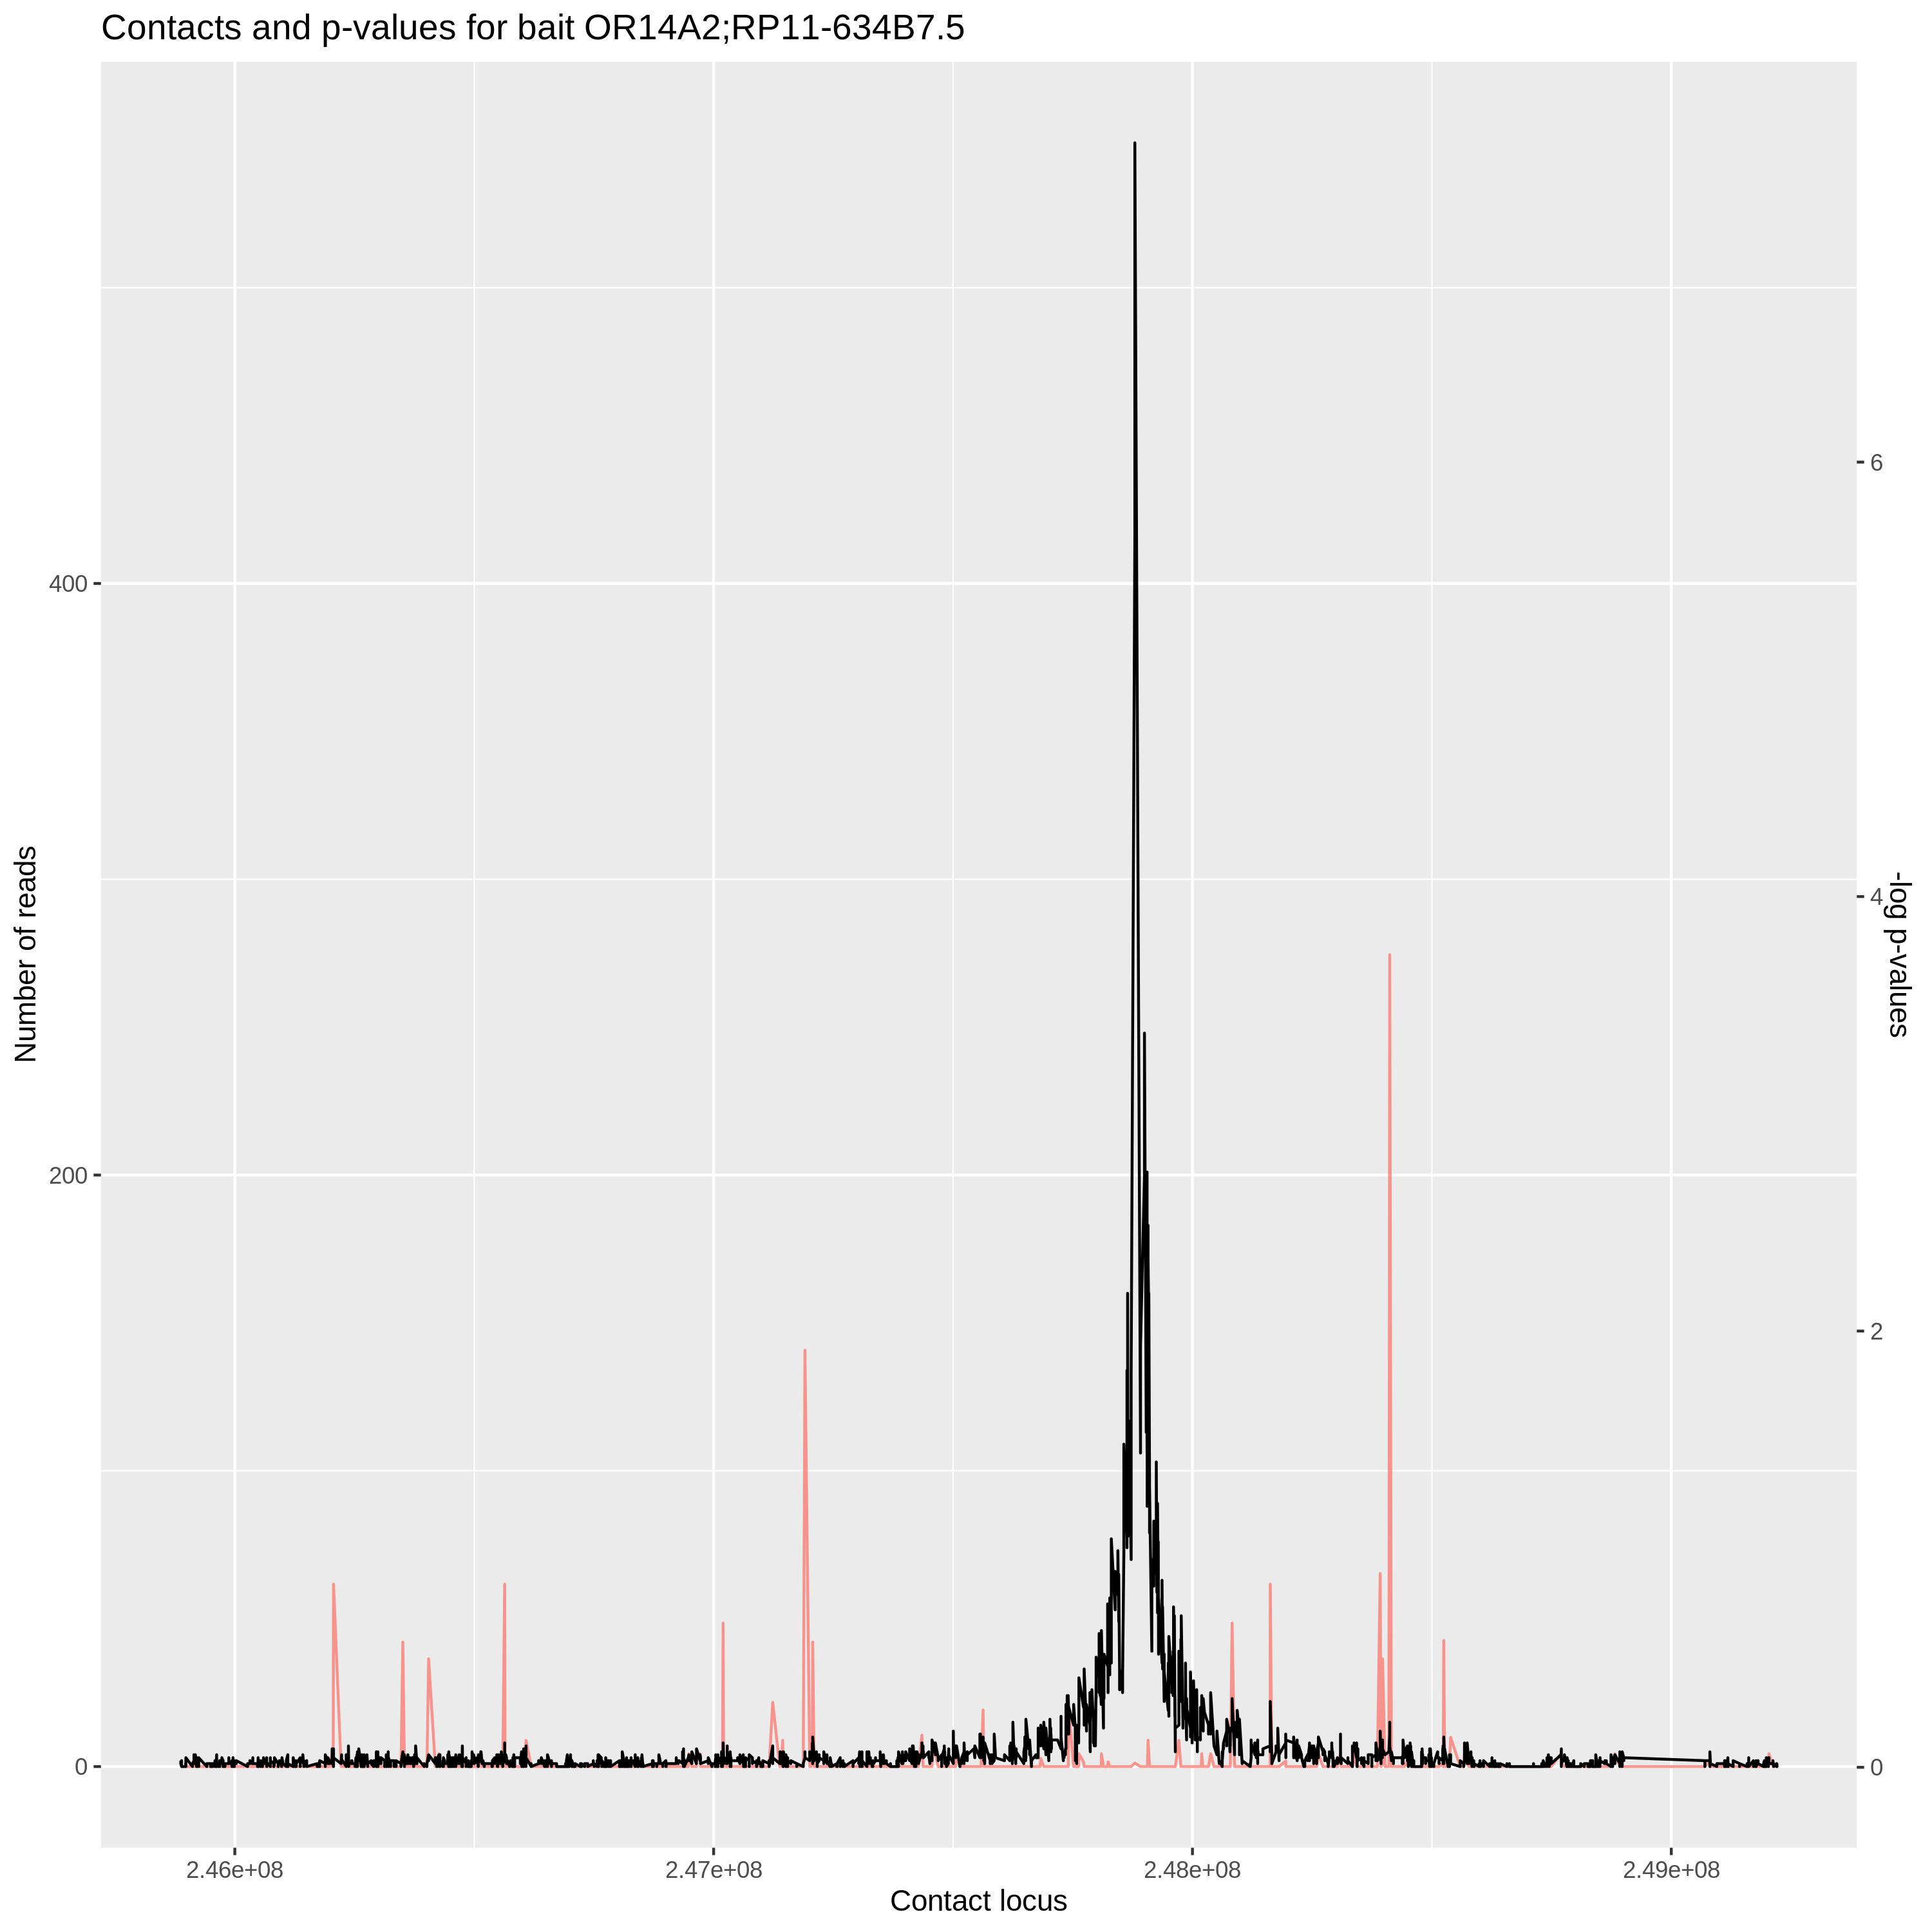 Contacts and p-values for bait OR14A2;RP11-634B7.5
Number of reads
400
200
0
6
4
2
0
-log p-values
2.46e+08 2.47e+08 2.48e+08 2.49e+08
Contact locus